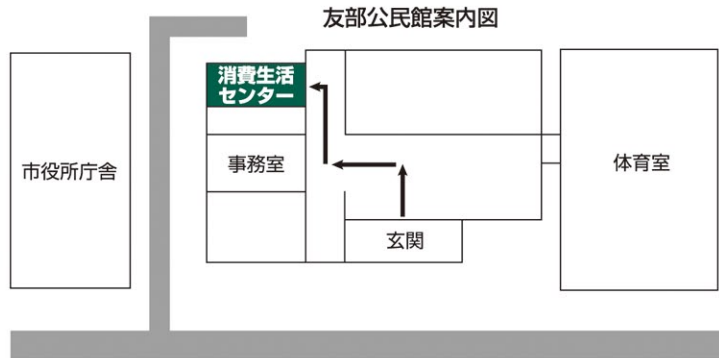 友部公民館案内図
消費生活
センター
市役所庁舎
事務室
体育室
玄関